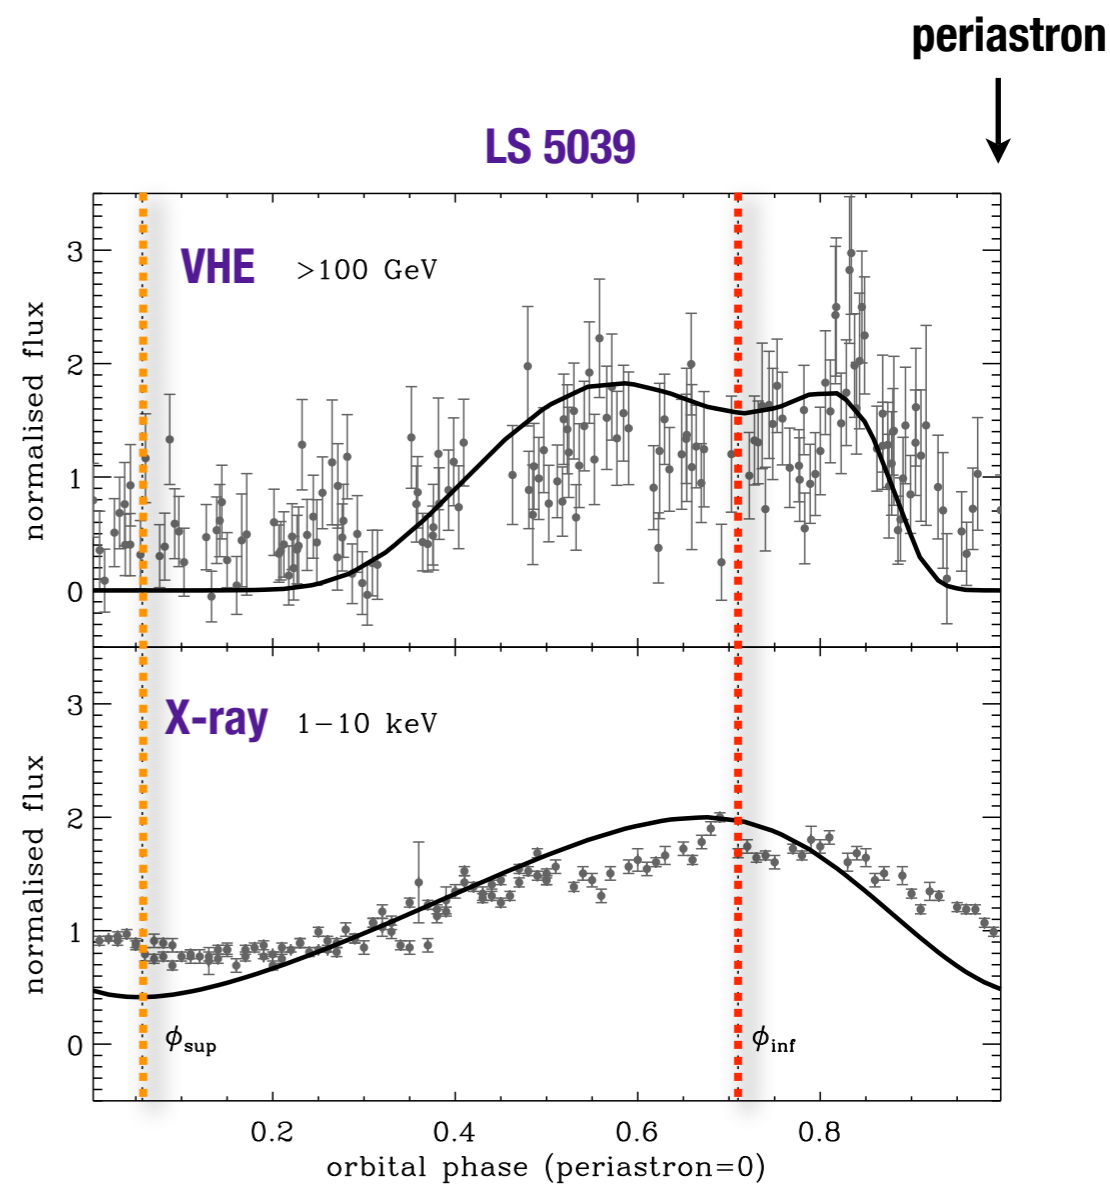 periastron
LS 5039
VHE >100 GeV
3
2
1
0
normalised flux
X-ray 1-10 keV
3
2
1
0
normalised flux
ϕsup
ϕinf
0.2 0.4 0.6 0.8
orbital phase (periastron=0)